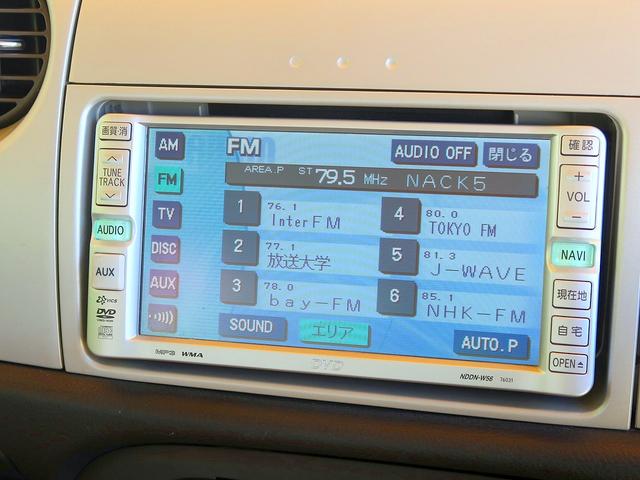 画質・消
TUNE
TRACK
AUDIO
AUX
VICS
DVD
AM
FM
TV
DISC
AUX
FM
AUDIO OFF
閉じる
AREA.P ST 79.5 MHz NACK5
1 76.1 InterFM
2 77.1 放送大学
3 78.0 bay-FM
4 80.0 TOKYO FM
5 81.3 J-WAVE
6 85.1 NHK-FM
SOUND
エリア
AUTO.P
MP3 WMA
DVD
NDDN-W56 76031
確認
+
VOL
−
NAVI
現在地
自宅
OPEN